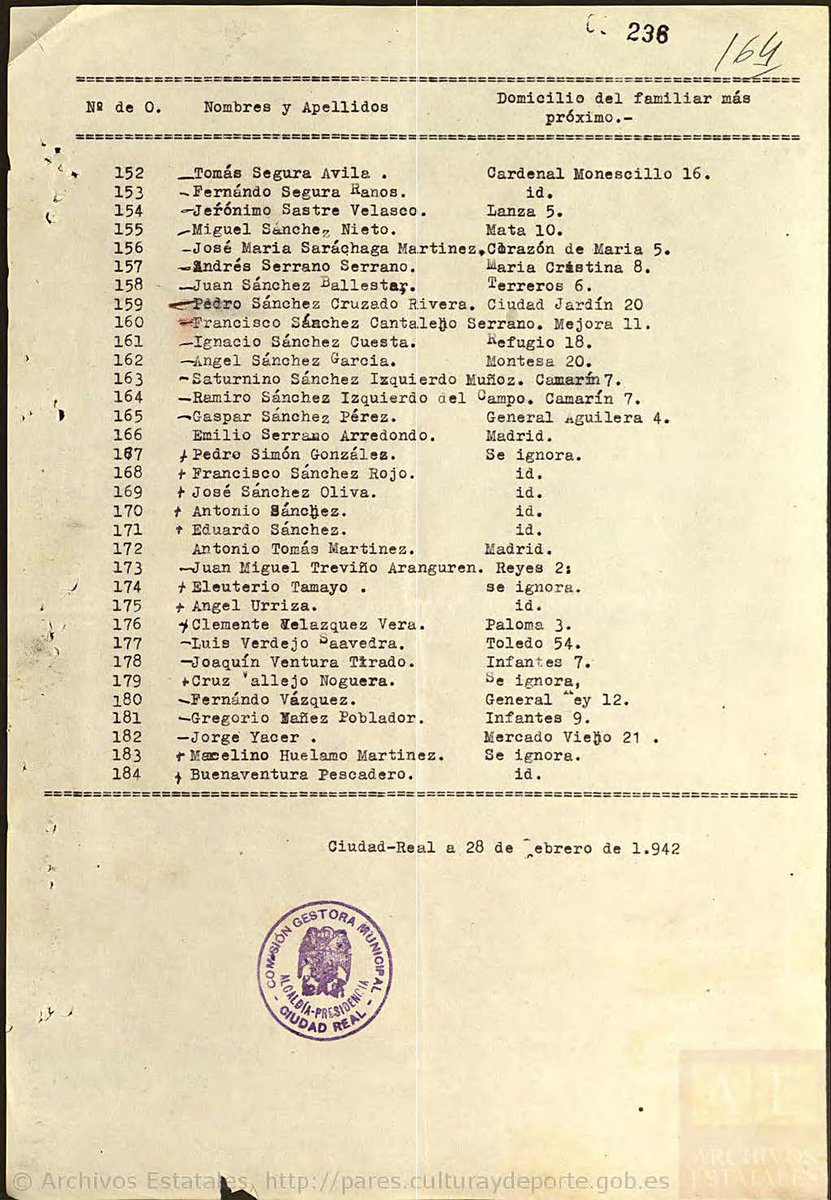 C. 236
164
Nº de O. Nombres y Apellidos Domicilio del familiar más
próximo.-
152 Tomás Segura Avila . Cardenal Monescillo 16.
153 Fernándo Segura Ranos. id.
154 Jerónimo Sastre Velasco. Lanza 5.
155 Miguel Sánchez Nieto. Mata 10.
156 José Maria Saráchaga Martinez. Corazón de Maria 5.
157 Andrés Serrano Serrano. Maria Cristina 8.
158 Juan Sánchez Ballestar. Terreros 6.
159 Pedro Sánchez Cruzado Rivera. Ciudad Jardín 20
160 Francisco Sánchez Cantalejo Serrano. Mejora 11.
161 Ignacio Sánchez Cuesta. Refugio 18.
162 Angel Sánchez Garcia. Montesa 20.
163 Saturnino Sánchez Izquierdo Muñoz. Camarín 7.
164 Ramiro Sánchez Izquierdo del Campo. Camarín 7.
165 Gaspar Sánchez Pérez. General Aguilera 4.
166 Emilio Serrano Arredondo. Madrid.
167 + Pedro Simón González. Se ignora.
168 + Francisco Sánchez Rojo. id.
169 + José Sánchez Oliva. id.
170 + Antonio Sánchez. id.
171 + Eduardo Sánchez. id.
172 Antonio Tomás Martinez. Madrid.
173 Juan Miguel Treviño Aranguren. Reyes 2:
174 + Eleuterio Tamayo . se ignora.
175 + Angel Urriza. id.
176 + Clemente Velazquez Vera. Paloma 3.
177 Luis Verdejo Saavedra. Toledo 54.
178 Joaquín Ventura Tirado. Infantes 7.
179 + Cruz Vallejo Noguera. Se ignora,
180 Fernándo Vázquez. General Rey 12.
181 Gregorio Yañez Poblador. Infantes 9.
182 Jorge Yacer . Mercado Viejo 21 .
183 + Macelino Huelamo Martinez. Se ignora.
184 + Buenaventura Pescadero. id.
Ciudad-Real a 28 de febrero de 1.942
COMISIÓN GESTORA MUNICIPAL
ALCALDÍA-PRESIDENCIA
- CIUDAD REAL -
AE
ARCHIVOS
ESTATALES
© Archivos Estatales, http://pares.culturaydeporte.gob.es